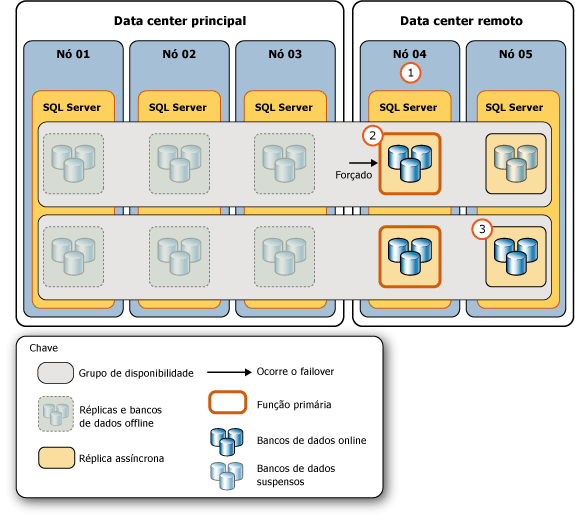 Data center principal
Data center remoto
Nó 01
Nó 02
Nó 03
Nó 04
Nó 05
1
SQL Server
SQL Server
SQL Server
SQL Server
SQL Server
2
Forçado
3
Chave
Grupo de disponibilidade
Ocorre o failover
Réplicas e bancos
de dados offline
Função primária
Réplica assíncrona
Bancos de dados online
Bancos de dados
suspensos